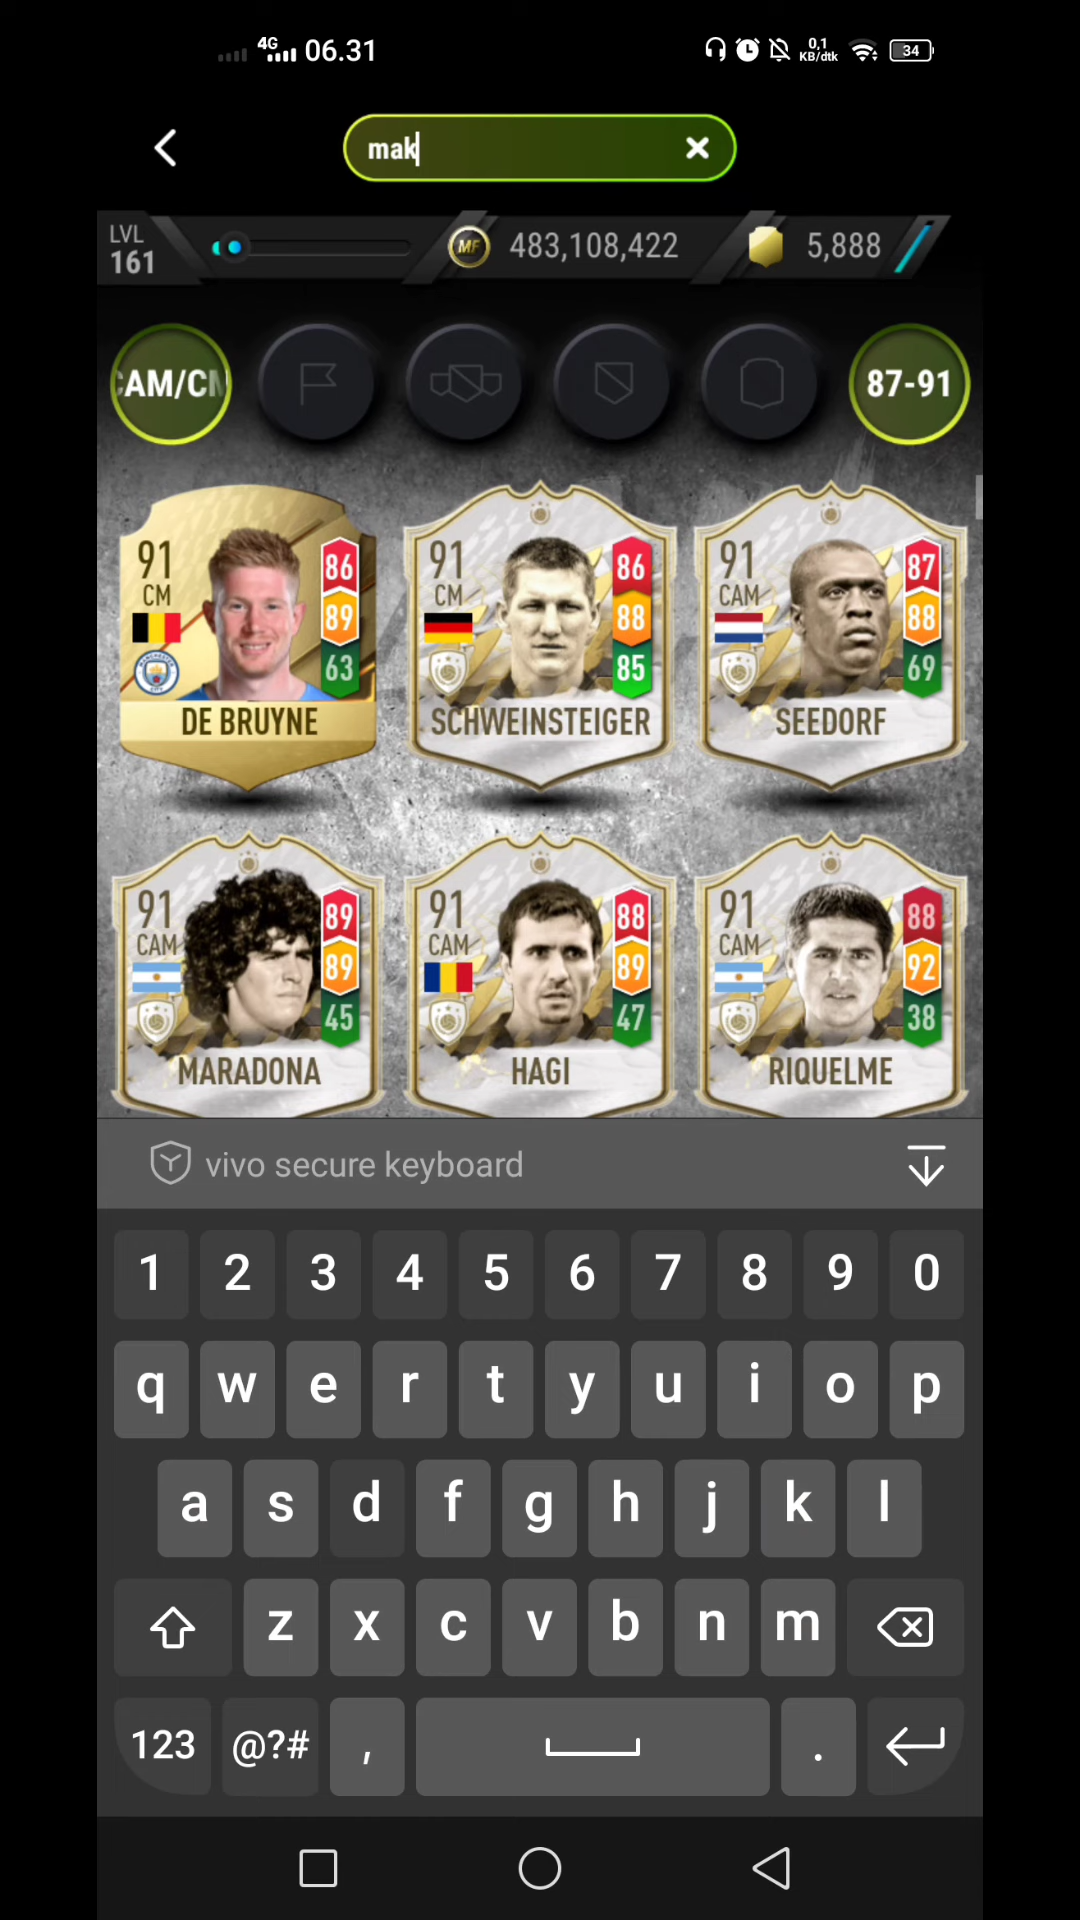 4G 06.31 0,1 KB/dtk 34
mak
LVL 161 MF 483,108,422 5,888
CAM/CM 87-91
91 CM 86 89 63 DE BRUYNE
91 CM 86 88 85 SCHWEINSTEIGER
91 CAM 87 88 69 SEEDORF
91 CAM 89 89 45 MARADONA
91 CAM 88 89 47 HAGI
91 CAM 88 92 38 RIQUELME
vivo secure keyboard
1 2 3 4 5 6 7 8 9 0
q w e r t y u i o p
a s d f g h j k l
z x c v b n m
123 @?# , .